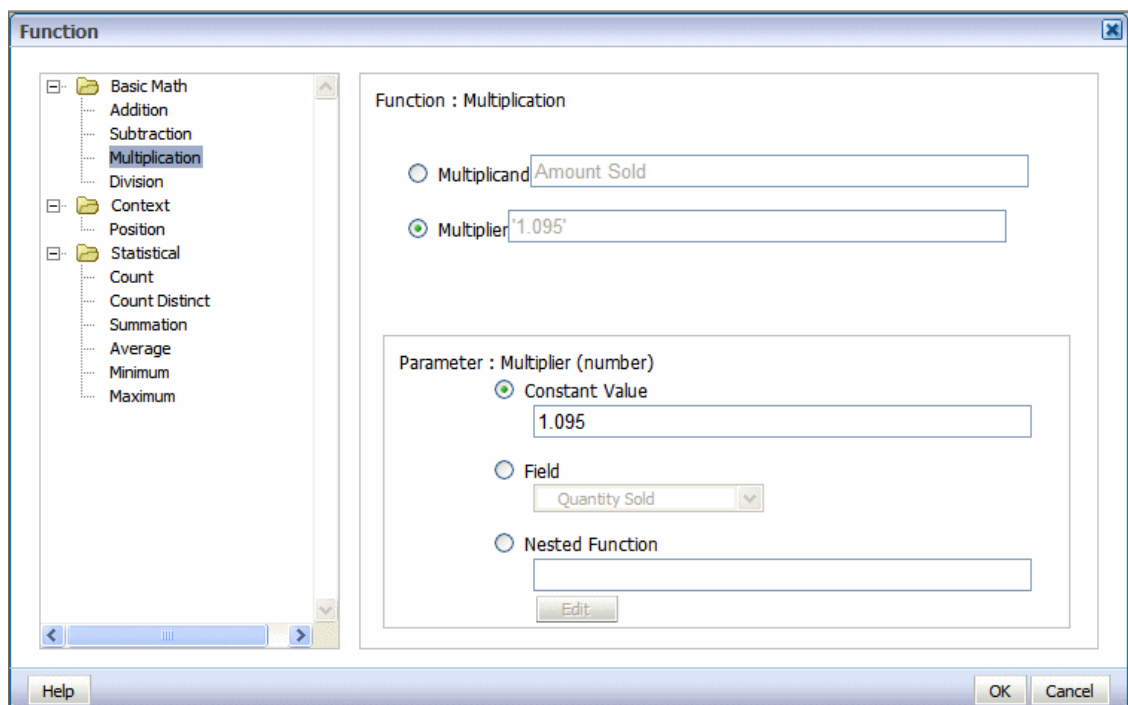 Function
Basic Math
Addition
Subtraction
Multiplication
Division
Context
Position
Statistical
Count
Count Distinct
Summation
Average
Minimum
Maximum
Function : Multiplication
Multiplicand Amount Sold
Multiplier '1.095'
Parameter : Multiplier (number)
Constant Value
1.095
Field
Quantity Sold
Nested Function
Edit
Help
OK
Cancel